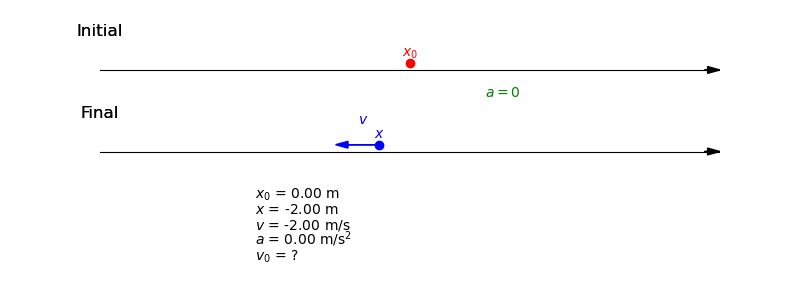 Initial
x₀
a = 0
Final
v
x
x₀ = 0.00 m
x = -2.00 m
v = -2.00 m/s
a = 0.00 m/s²
v₀ = ?